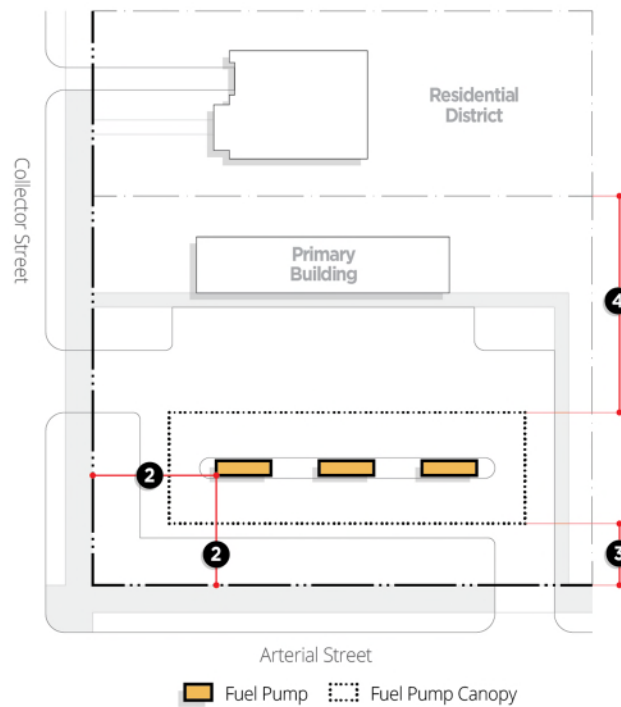 Residential
District
Collector Street
Primary
Building
4
2
2
3
Arterial Street
Fuel Pump
Fuel Pump Canopy